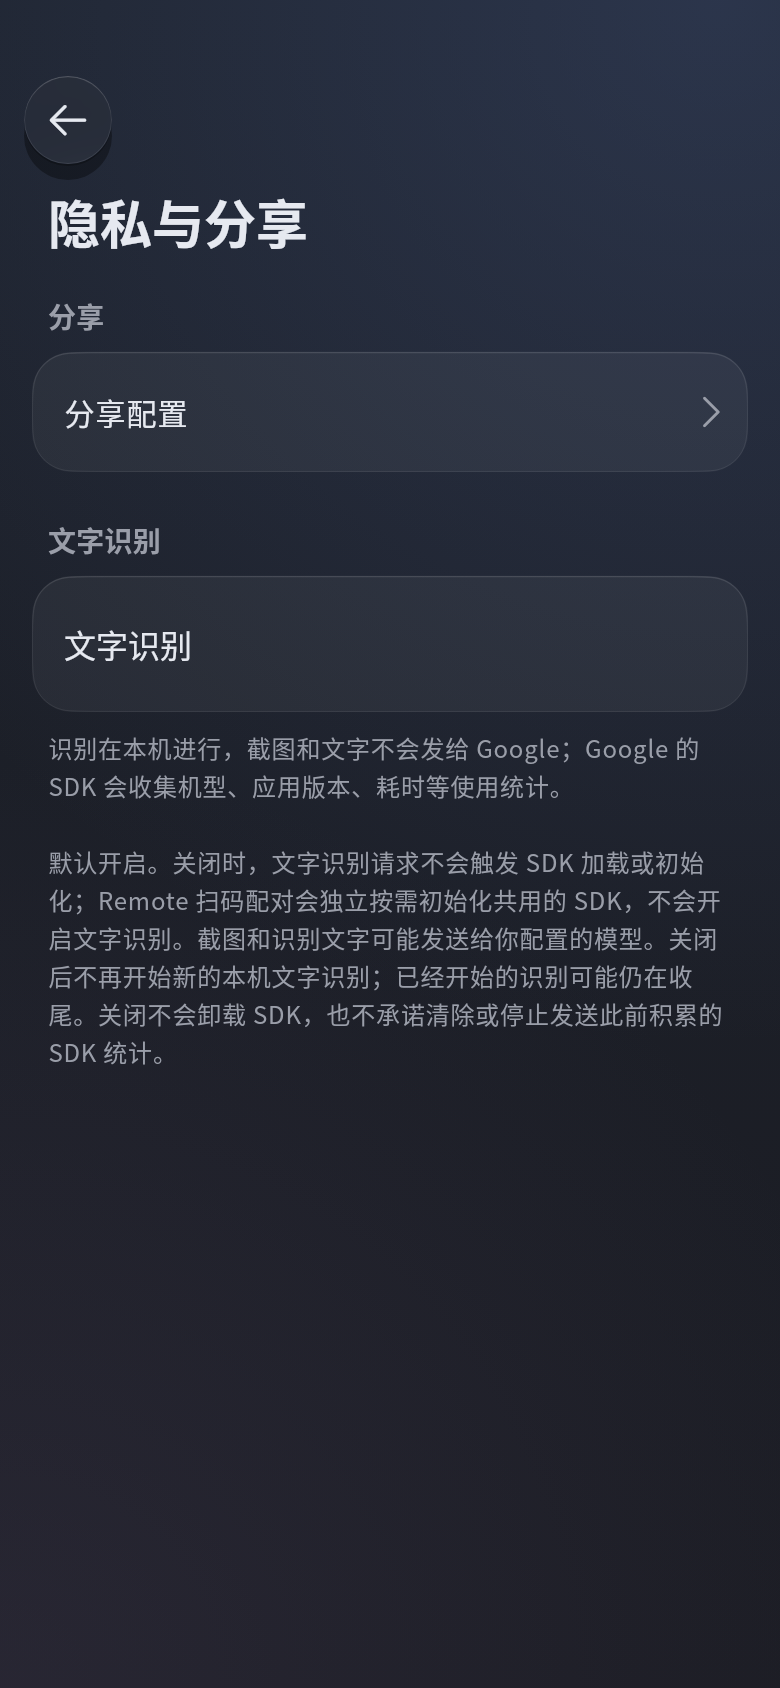 隐私与分享
分享
分享配置
文字识别
文字识别
识别在本机进行，截图和文字不会发给 Google；Google 的
SDK 会收集机型、应用版本、耗时等使用统计。
默认开启。关闭时，文字识别请求不会触发 SDK 加载或初始
化；Remote 扫码配对会独立按需初始化共用的 SDK，不会开
启文字识别。截图和识别文字可能发送给你配置的模型。关闭
后不再开始新的本机文字识别；已经开始的识别可能仍在收
尾。关闭不会卸载 SDK，也不承诺清除或停止发送此前积累的
SDK 统计。